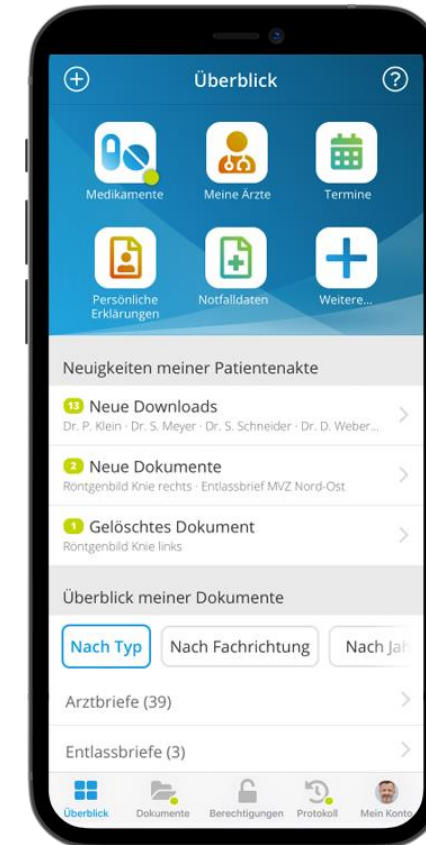 Überblick
Medikamente
Meine Ärzte
Termine
Persönliche
Erklärungen
Notfalldaten
Weitere...
Neuigkeiten meiner Patientenakte
13 Neue Downloads
Dr. P. Klein · Dr. S. Meyer · Dr. S. Schneider · Dr. D. Weber...
2 Neue Dokumente
Röntgenbild Knie rechts · Entlassbrief MVZ Nord-Ost
1 Gelöschtes Dokument
Röntgenbild Knie links
Überblick meiner Dokumente
Nach Typ
Nach Fachrichtung
Nach Jah
Arztbriefe (39)
Entlassbriefe (3)
Überblick
Dokumente
Berechtigungen
Protokoll
Mein Konto